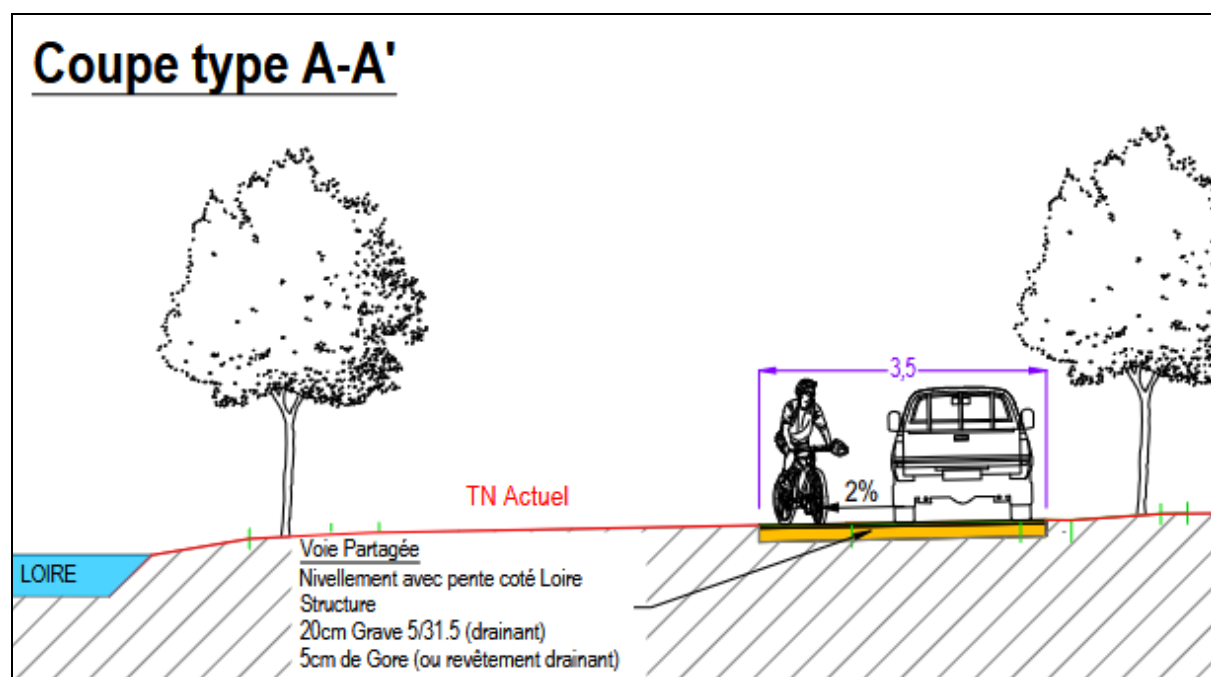 Coupe type A-A'
3,5
2%
TN Actuel
LOIRE
Voie Partagée
Nivellement avec pente coté Loire
Structure
20cm Grave 5/31.5 (drainant)
5cm de Gore (ou revêtement drainant)